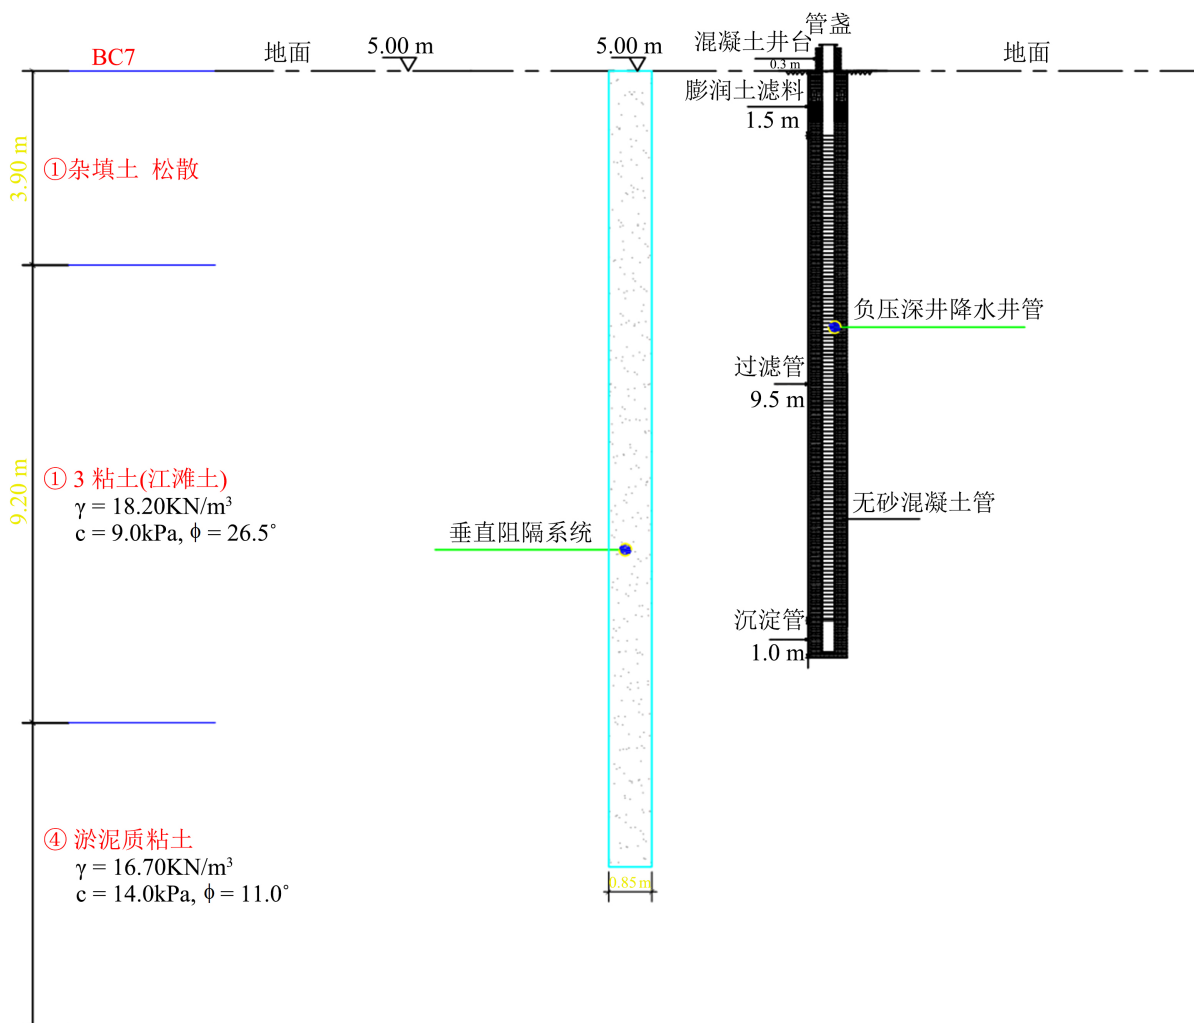 管盏
5.00 m
5.00 m
混凝土井台
BC7
地面
地面
0.3 m
膨润土滤料
1.5 m
3.90 m
①杂填土 松散
负压深井降水井管
过滤管
9.5 m
9.20 m
① 3 粘土(江滩土)
γ = 18.20KN/m³
c = 9.0kPa, ϕ = 26.5°
无砂混凝土管
垂直阻隔系统
沉淀管
1.0 m
④ 淤泥质粘土
γ = 16.70KN/m³
c = 14.0kPa, ϕ = 11.0°
0.85 m